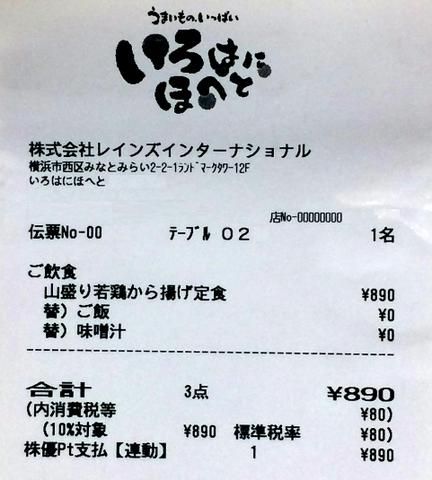 うまいもの、いっぱい
いろはに
ほへと
株式会社レインズインターナショナル
横浜市西区みなとみらい2-2-1ﾗﾝﾄﾞﾏｰｸﾀﾜｰ12F
いろはにほへと
店No-00000000
伝票No-00 ﾃｰﾌﾞﾙ 02 1名
ご飲食
山盛り若鶏から揚げ定食 ¥890
替）ご飯 ¥0
替）味噌汁 ¥0
合計 3点 ¥890
(内消費税等 ¥80)
(10%対象 ¥890 標準税率 ¥80)
株優Pt支払【連動】 1 ¥890